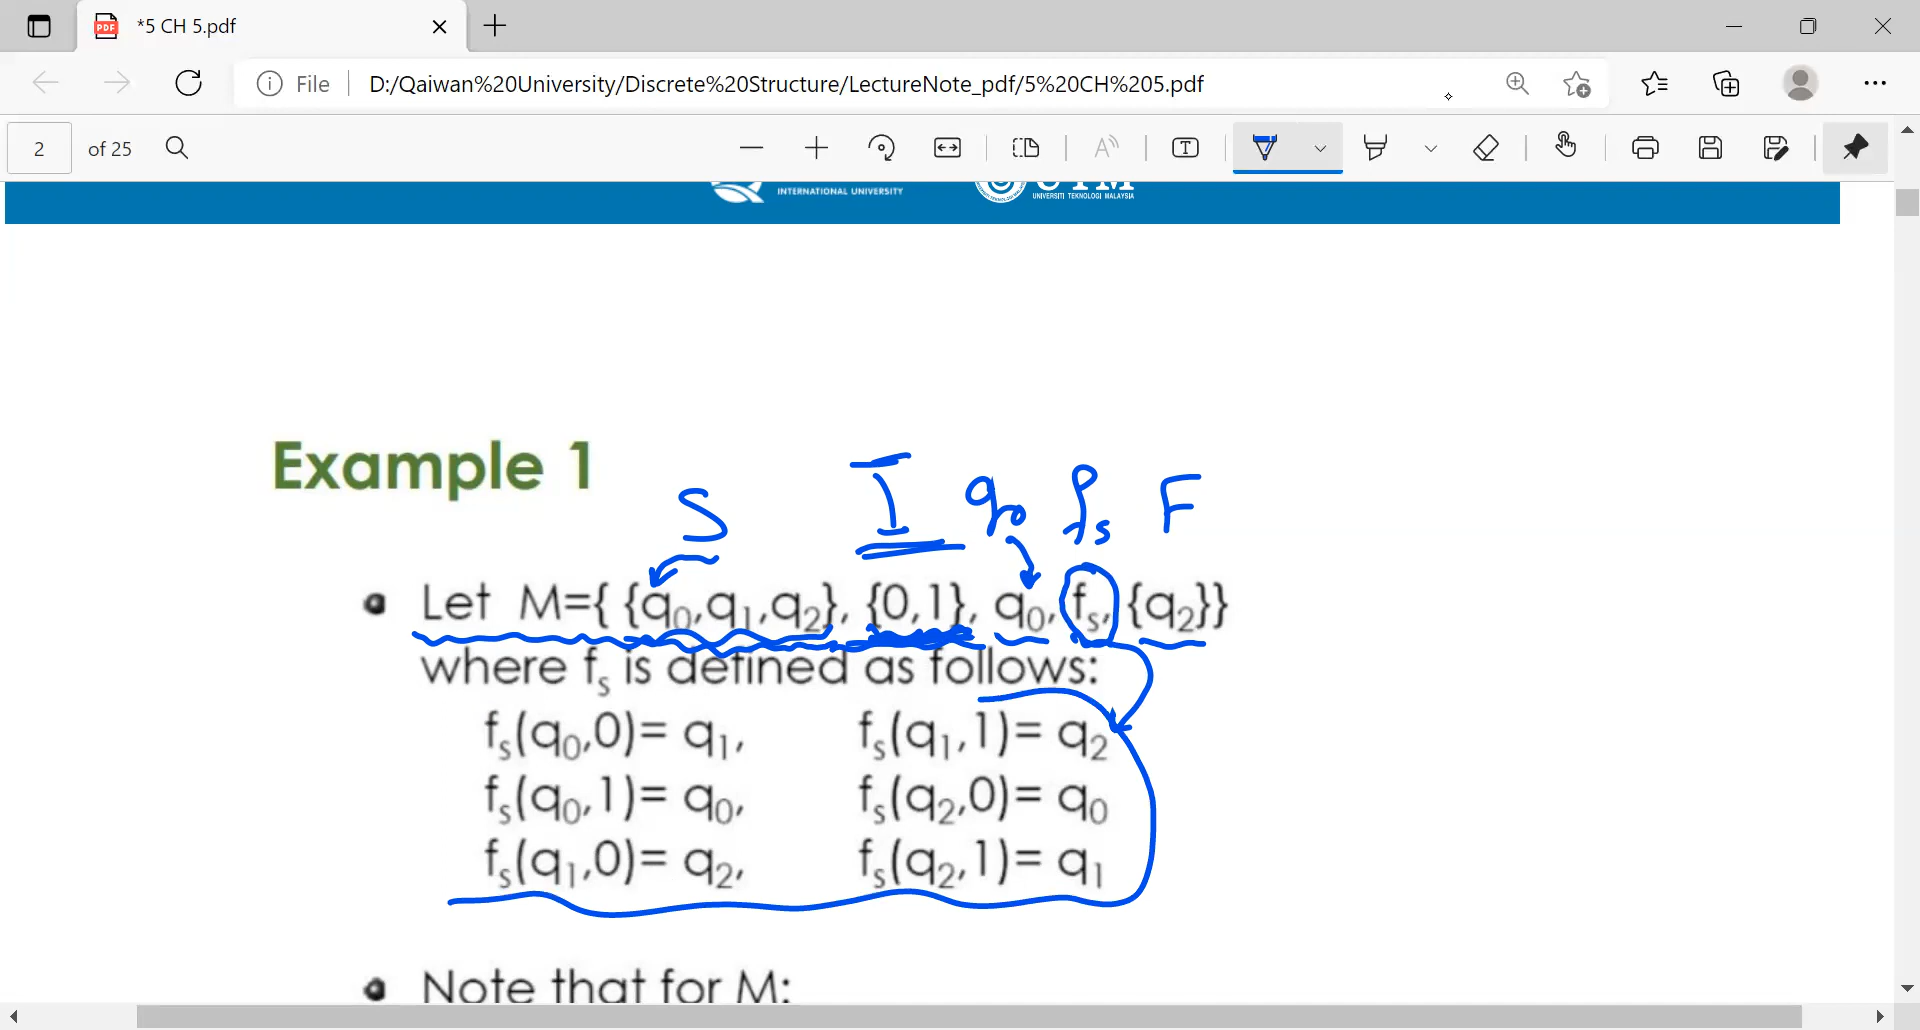 *5 CH 5.pdf
File D:/Qaiwan%20University/Discrete%20Structure/LectureNote_pdf/5%20CH%205.pdf
2 of 25
INTERNATIONAL UNIVERSITY UNIVERSITI TEKNOLOGI MALAYSIA
Example 1
S I q₀ fₛ F
Let M={ {q₀,q₁,q₂}, {0,1}, q₀, fₛ, {q₂}}
where fₛ is defined as follows:
fₛ(q₀,0)= q₁, fₛ(q₁,1)= q₂
fₛ(q₀,1)= q₀, fₛ(q₂,0)= q₀
fₛ(q₁,0)= q₂, fₛ(q₂,1)= q₁
Note that for M: